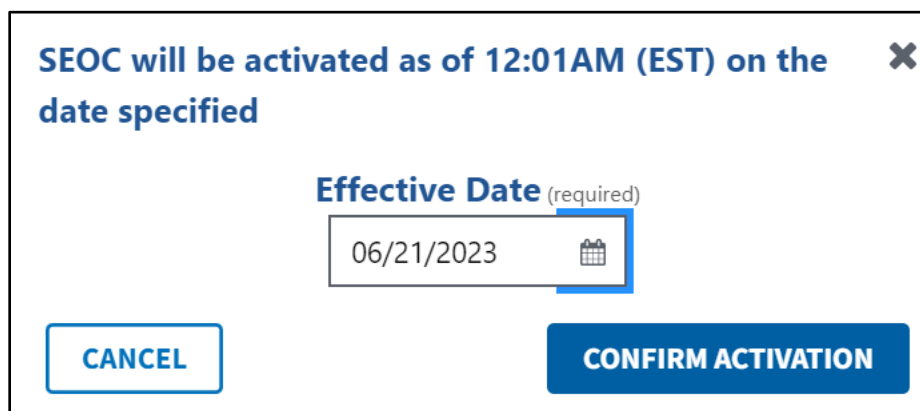 SEOC will be activated as of 12:01AM (EST) on the
date specified
Effective Date (required)
06/21/2023
CANCEL
CONFIRM ACTIVATION